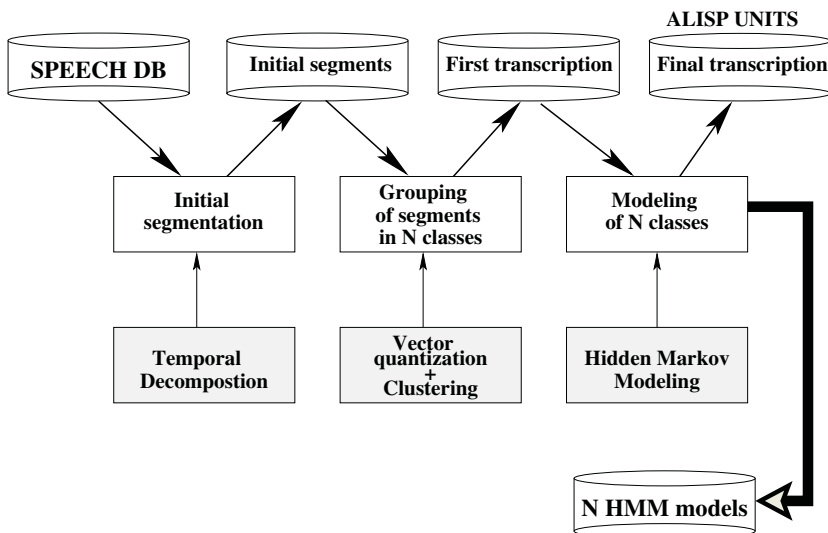 ALISP UNITS
SPEECH DB
Initial segments
First transcription
Final transcription
Initial
segmentation
Grouping
of segments
in N classes
Modeling
of N classes
Temporal
Decompostion
Vector
quantization
+
Clustering
Hidden Markov
Modeling
N HMM models